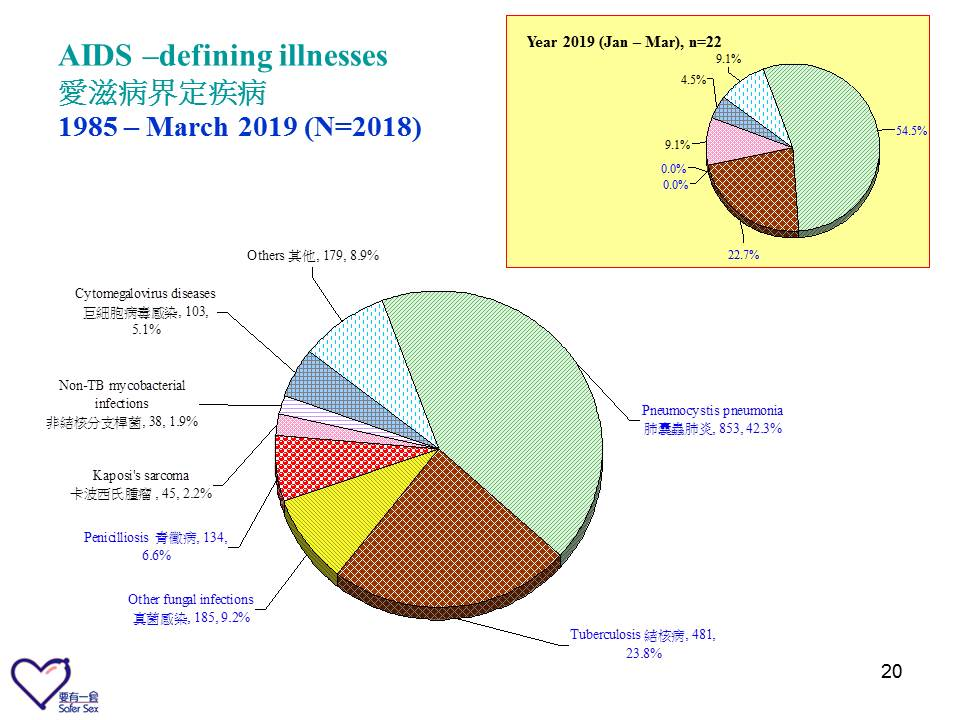 AIDS –defining illnesses
愛滋病界定疾病
1985 – March 2019 (N=2018)
Year 2019 (Jan – Mar), n=22
9.1%
4.5%
54.5%
9.1%
0.0%
0.0%
22.7%
Others 其他, 179, 8.9%
Cytomegalovirus diseases
巨細胞病毒感染, 103,
5.1%
Non-TB mycobacterial
infections
非結核分支桿菌, 38, 1.9%
Pneumocystis pneumonia
肺囊蟲肺炎, 853, 42.3%
Kaposi's sarcoma
卡波西氏腫瘤 , 45, 2.2%
Penicilliosis 青黴病, 134,
6.6%
Other fungal infections
真菌感染, 185, 9.2%
Tuberculosis 結核病, 481,
23.8%
20
要有一套
Safer Sex